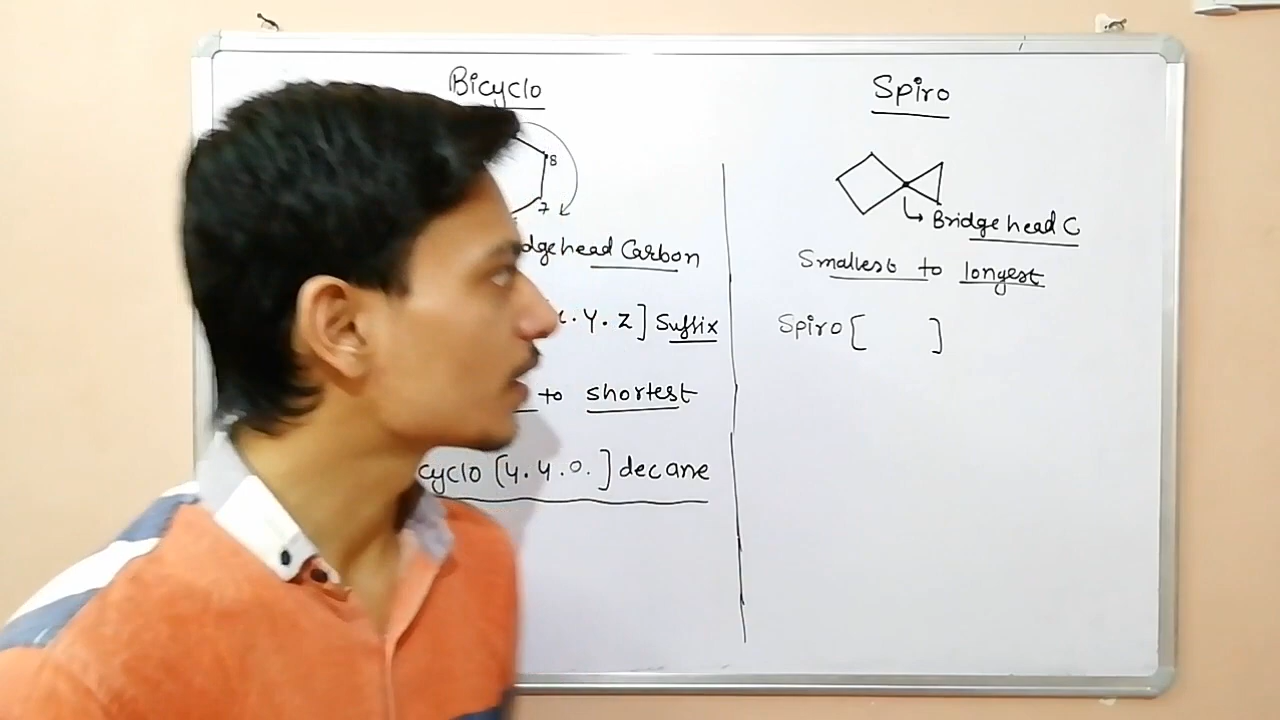 Bicyclo
8
7
head Carbon
. Y. Z] Suffix
to shortest
cyclo [4.4.0.] decane
Spiro
Bridge head C
Smallest to longest
Spiro[ ]